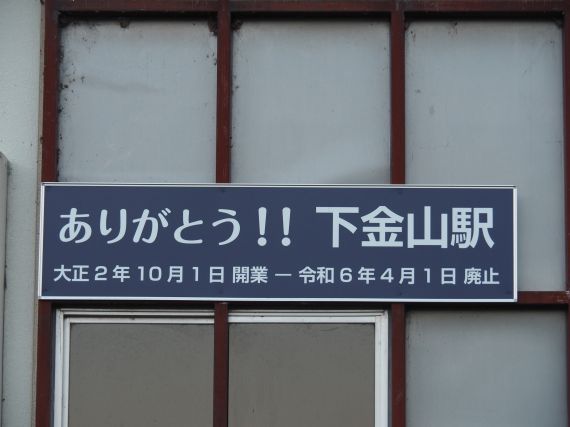 ありがとう!! 下金山駅
大正2年10月1日 開業 ― 令和6年4月1日 廃止